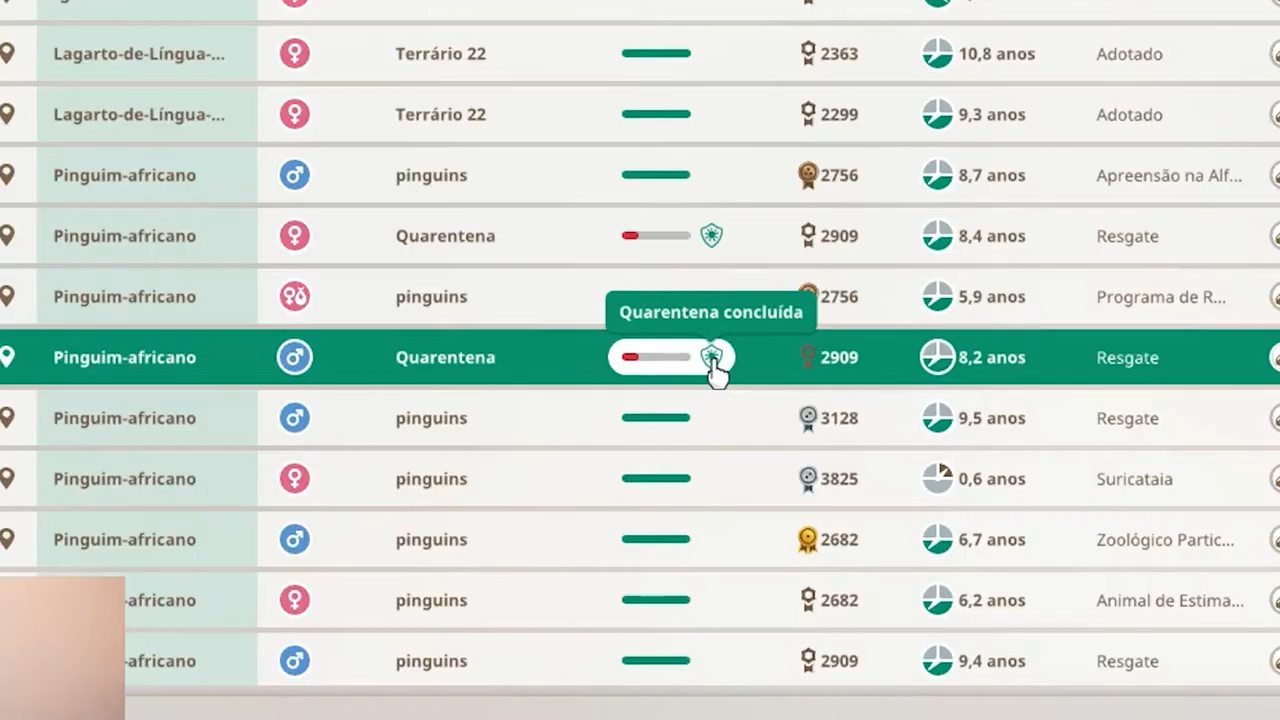 Lagarto-de-Língua-... Terrário 22 2363 10,8 anos Adotado
Lagarto-de-Língua-... Terrário 22 2299 9,3 anos Adotado
Pinguim-africano pinguins 2756 8,7 anos Apreensão na Alf...
Pinguim-africano Quarentena 2909 8,4 anos Resgate
Pinguim-africano pinguins 2756 5,9 anos Programa de R...
Quarentena concluída
Pinguim-africano Quarentena 2909 8,2 anos Resgate
Pinguim-africano pinguins 3128 9,5 anos Resgate
Pinguim-africano pinguins 3825 0,6 anos Suricataia
Pinguim-africano pinguins 2682 6,7 anos Zoológico Partic...
-africano pinguins 2682 6,2 anos Animal de Estima...
-africano pinguins 2909 9,4 anos Resgate